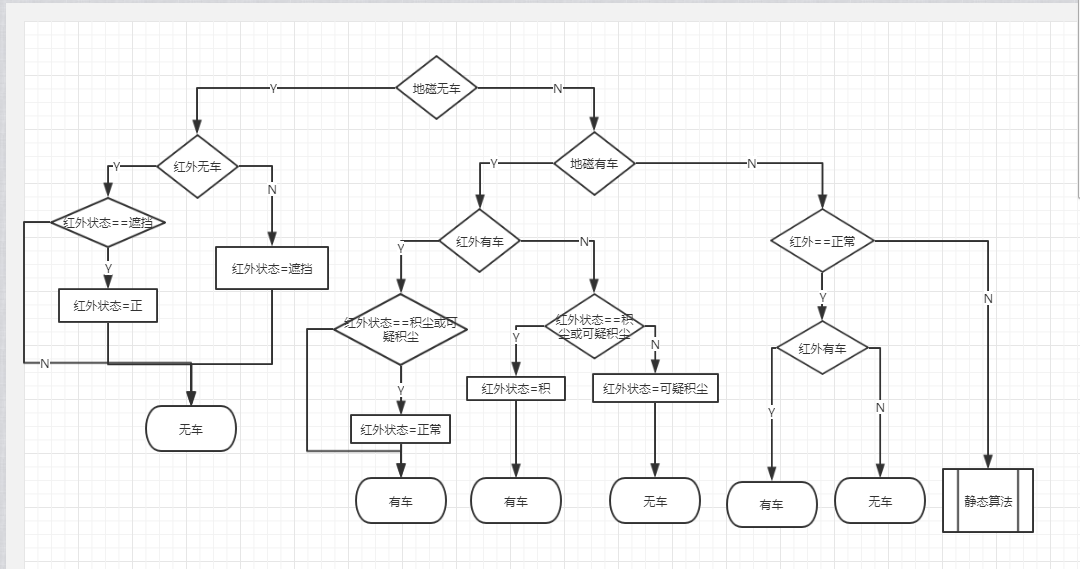 地磁无车
Y
N
红外无车
地磁有车
Y
N
Y
N
红外状态==遮挡
红外有车
红外==正常
Y
N
Y
N
红外状态=遮挡
红外状态=正
红外状态==积尘或可
疑积尘
红外状态==积
尘或可疑积尘
Y
N
红外有车
N
Y
N
Y
红外状态=积
红外状态=可疑积尘
Y
N
无车
红外状态=正常
有车
有车
无车
有车
无车
静态算法